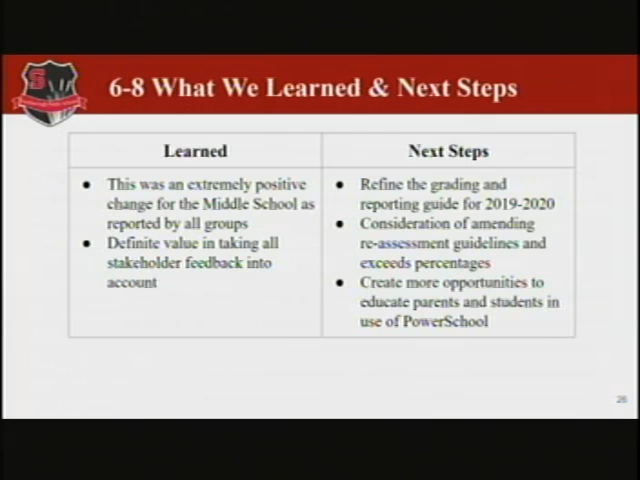 S
6-8 What We Learned & Next Steps
Learned
● This was an extremely positive
change for the Middle School as
reported by all groups
● Definite value in taking all
stakeholder feedback into
account
Next Steps
● Refine the grading and
reporting guide for 2019-2020
● Consideration of amending
re-assessment guidelines and
exceeds percentages
● Create more opportunities to
educate parents and students in
use of PowerSchool
26